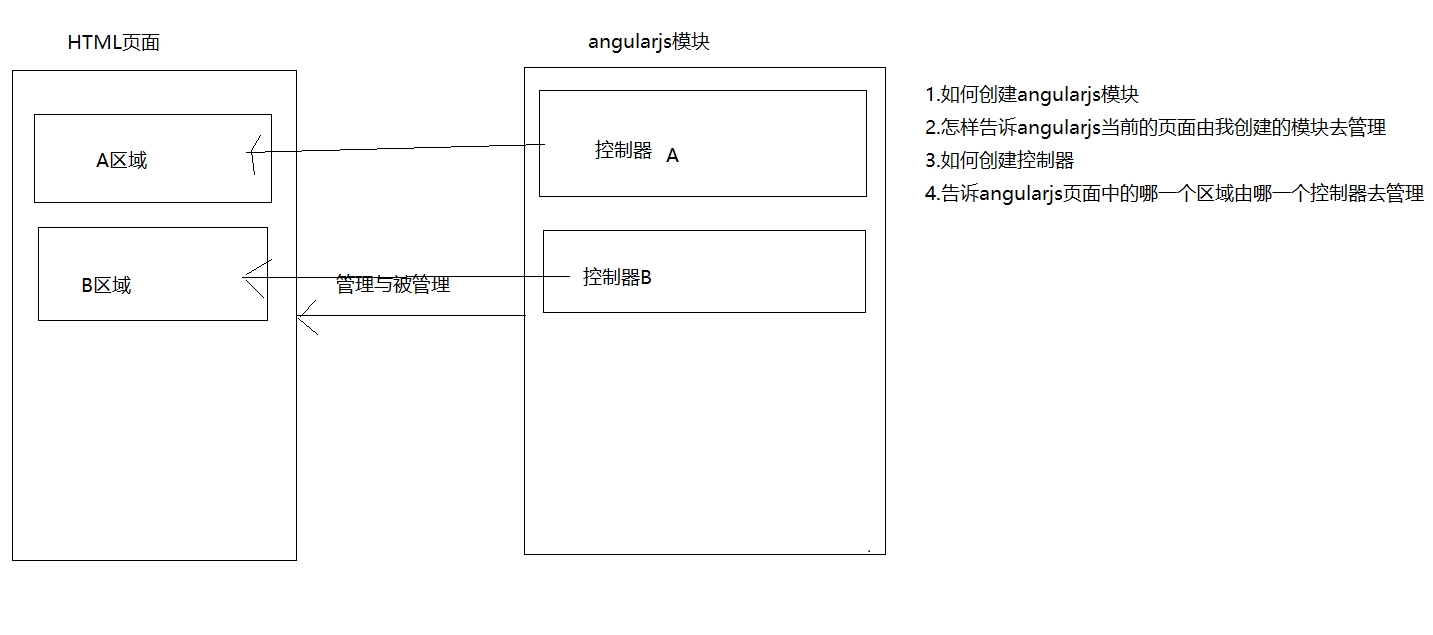 HTML页面
angularjs模块
A区域
控制器 A
B区域
管理与被管理
控制器B
1.如何创建angularjs模块
2.怎样告诉angularjs当前的页面由我创建的模块去管理
3.如何创建控制器
4.告诉angularjs页面中的哪一个区域由哪一个控制器去管理